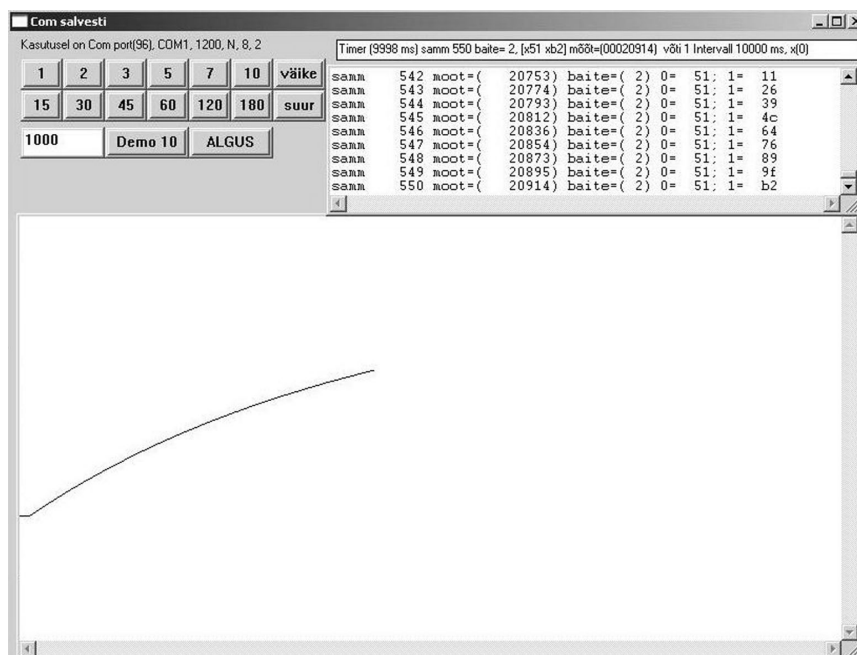 Com salvesti
Kasutusel on Com port(96), COM1, 1200, N, 8, 2
Timer (9998 ms) samm 550 baite= 2, [x51 xb2] mõõt=(00020914) võti 1 Intervall 10000 ms, x(0)
1 2 3 5 7 10 väike
15 30 45 60 120 180 suur
1000 Demo 10 ALGUS
samm 542 moot=( 20753) baite=( 2) 0= 51; 1= 11
samm 543 moot=( 20774) baite=( 2) 0= 51; 1= 26
samm 544 moot=( 20793) baite=( 2) 0= 51; 1= 39
samm 545 moot=( 20812) baite=( 2) 0= 51; 1= 4c
samm 546 moot=( 20836) baite=( 2) 0= 51; 1= 64
samm 547 moot=( 20854) baite=( 2) 0= 51; 1= 76
samm 548 moot=( 20873) baite=( 2) 0= 51; 1= 89
samm 549 moot=( 20895) baite=( 2) 0= 51; 1= 9f
samm 550 moot=( 20914) baite=( 2) 0= 51; 1= b2